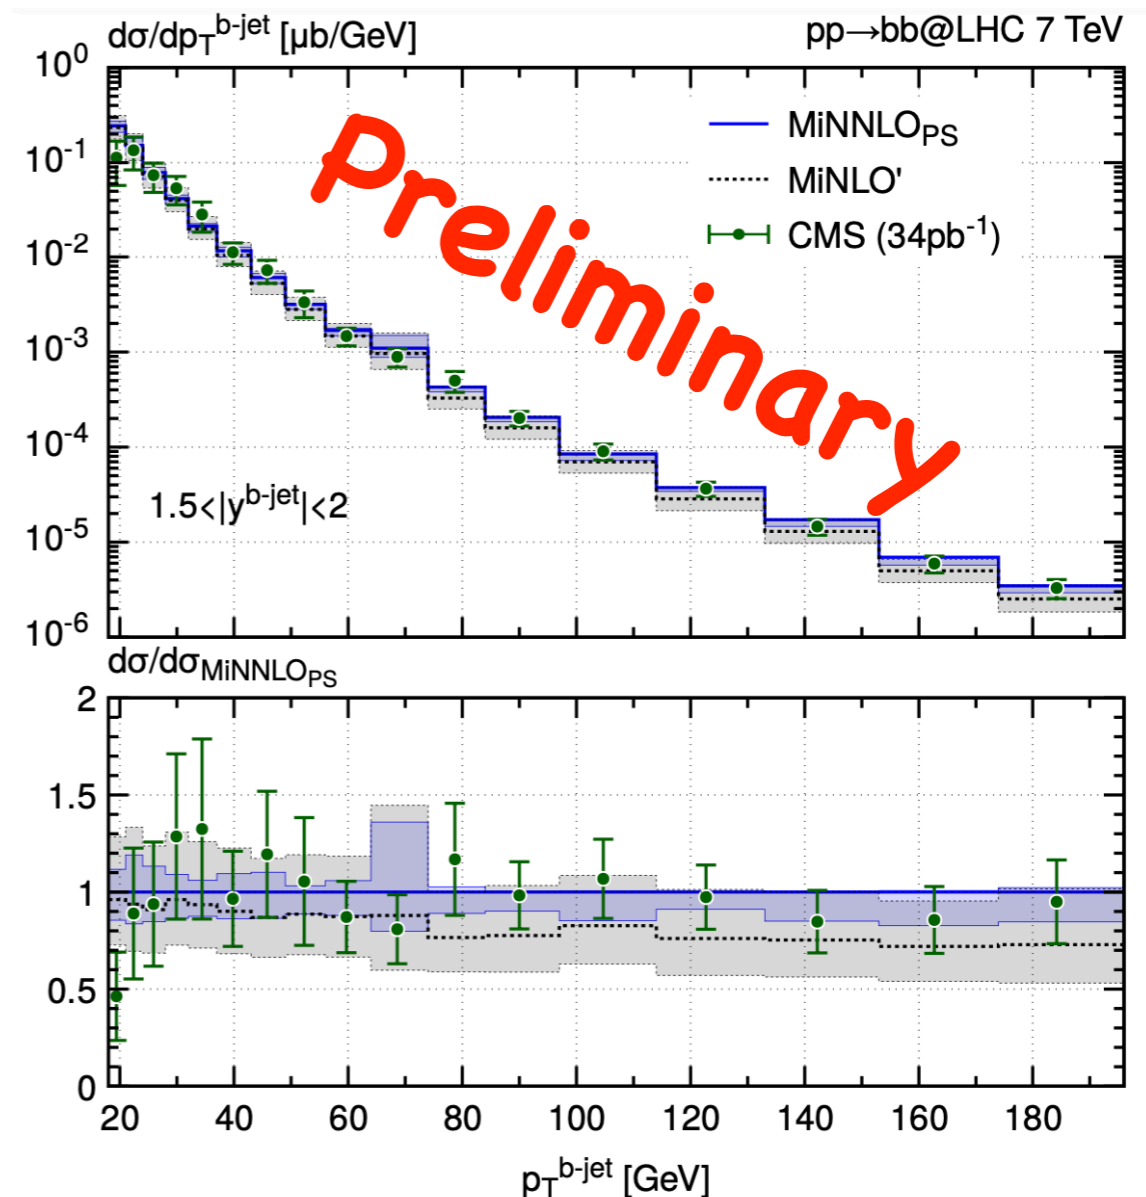 dσ/dp_T^b-jet [μb/GeV] pp→bb@LHC 7 TeV
10^0
10^-1
10^-2
10^-3
10^-4
10^-5
10^-6
MiNNLO_PS
MiNLO'
CMS (34pb^-1)
Preliminary
1.5<|y^b-jet|<2
dσ/dσ_MiNNLO_PS
2
1.5
1
0.5
0
20 40 60 80 100 120 140 160 180
p_T^b-jet [GeV]